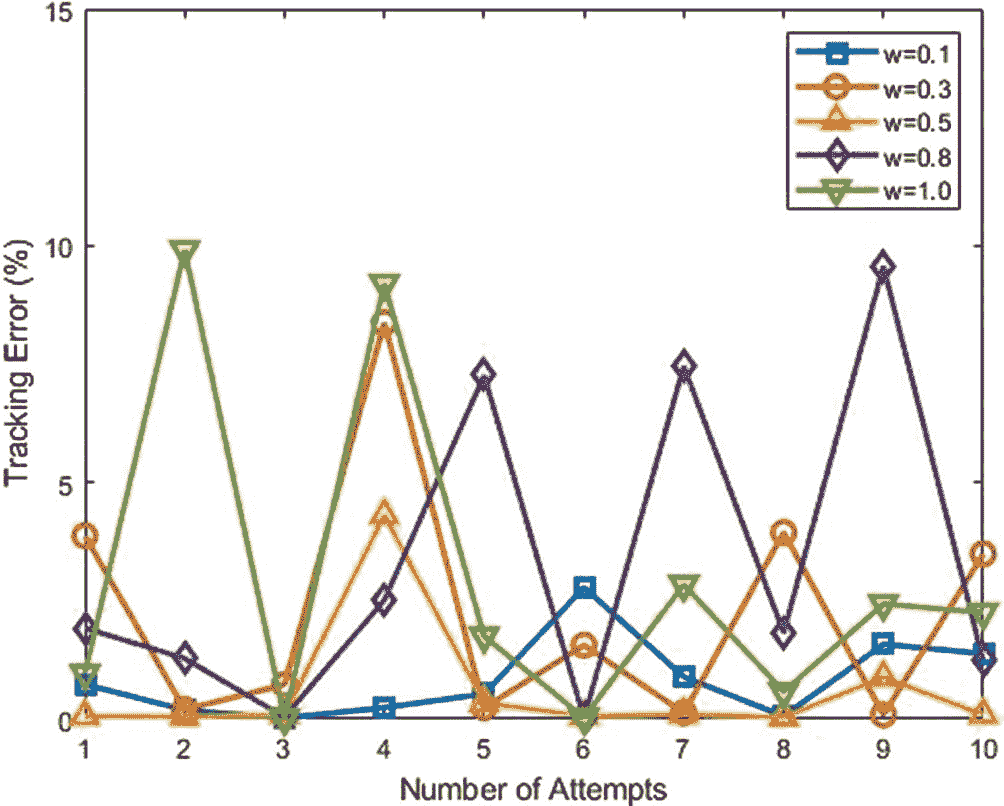 15
w=0.1
w=0.3
w=0.5
w=0.8
w=1.0
10
Tracking Error (%)
5
0
1 2 3 4 5 6 7 8 9 10
Number of Attempts